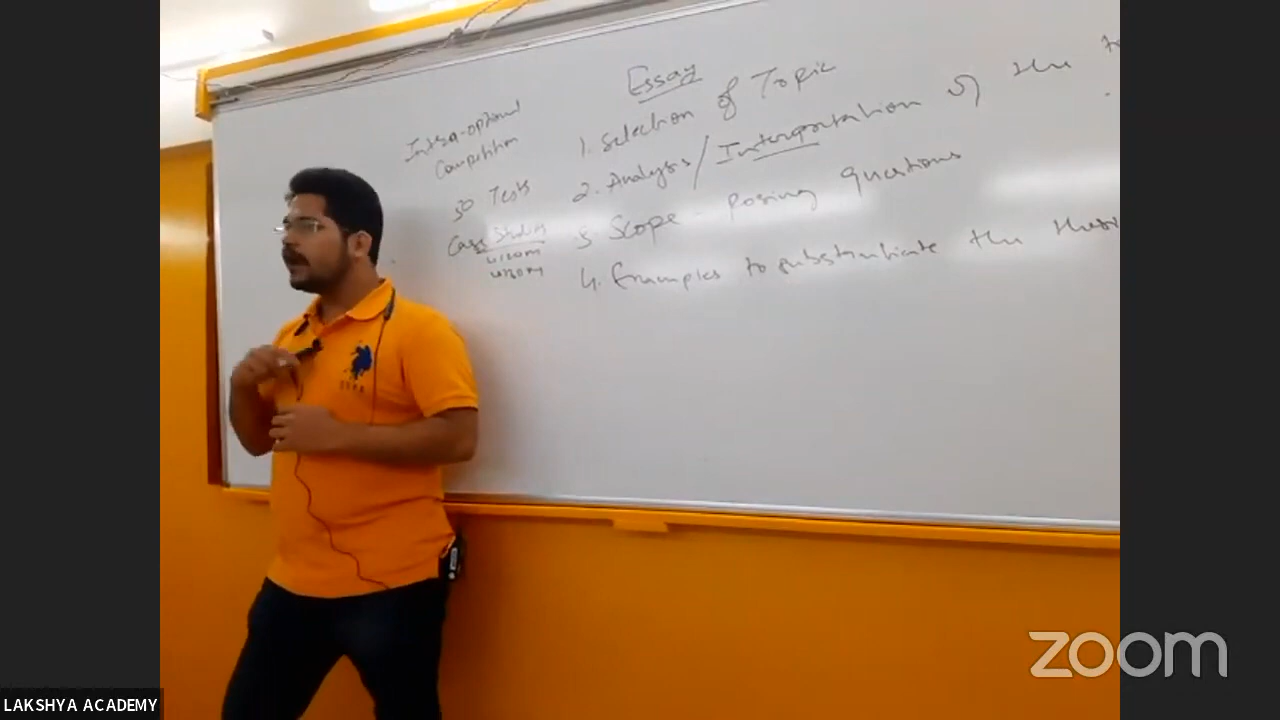 Essay
1. Selection of Topic
2. Analysis / Interpretation of the
3. Scope - Posing Questions
4. Examples to substantiate the
Intra-optional
Competition
30 Tests
Case Studies
USPA
LAKSHYA ACADEMY
zoom